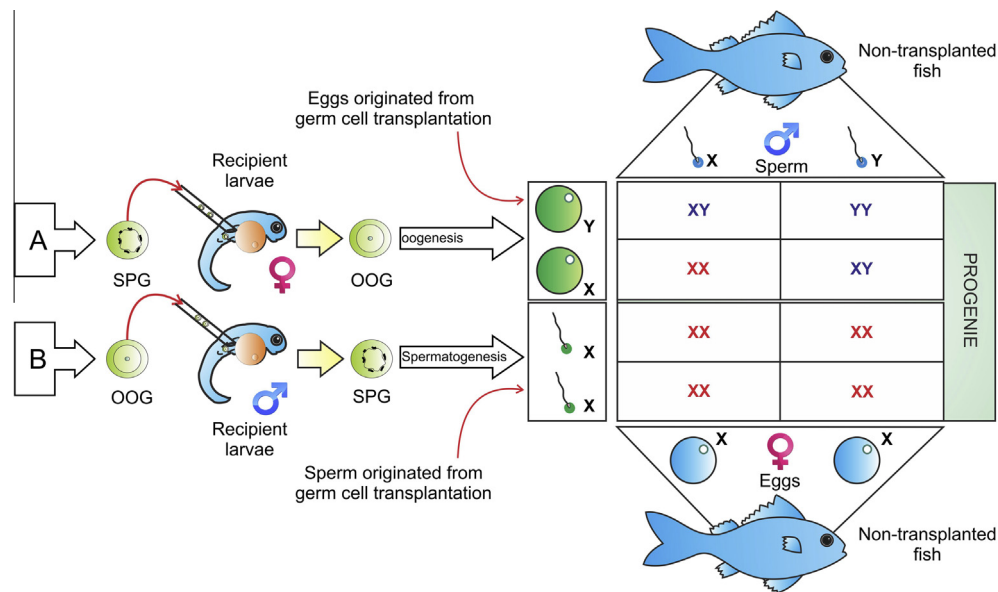 Non-transplanted
fish
Eggs originated from
germ cell transplantation
X
Sperm
Y
Recipient
larvae
A
SPG
OOG
oogenesis
Y
X
XY
YY
XX
XY
PROGENIE
B
OOG
Recipient
larvae
SPG
Spermatogenesis
X
X
XX
XX
XX
XX
Sperm originated from
germ cell transplantation
X
Eggs
X
Non-transplanted
fish